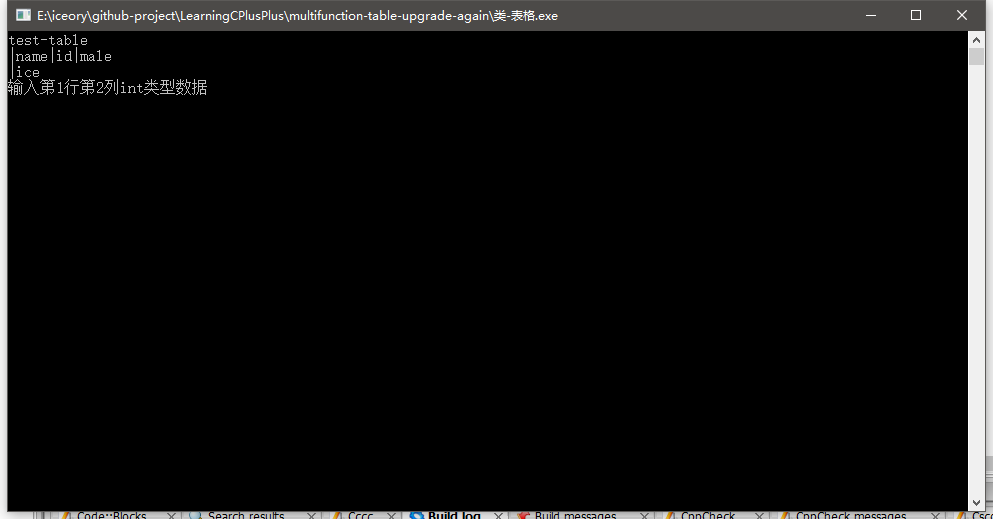 E:\iceory\github-project\LearningCPlusPlus\multifunction-table-upgrade-again\类-表格.exe
test-table
|name|id|male
|ice
输入第1行第2列int类型数据
Code::Blocks
Search results
Cccc
Build log
Build messages
CppCheck
CppCheck messages